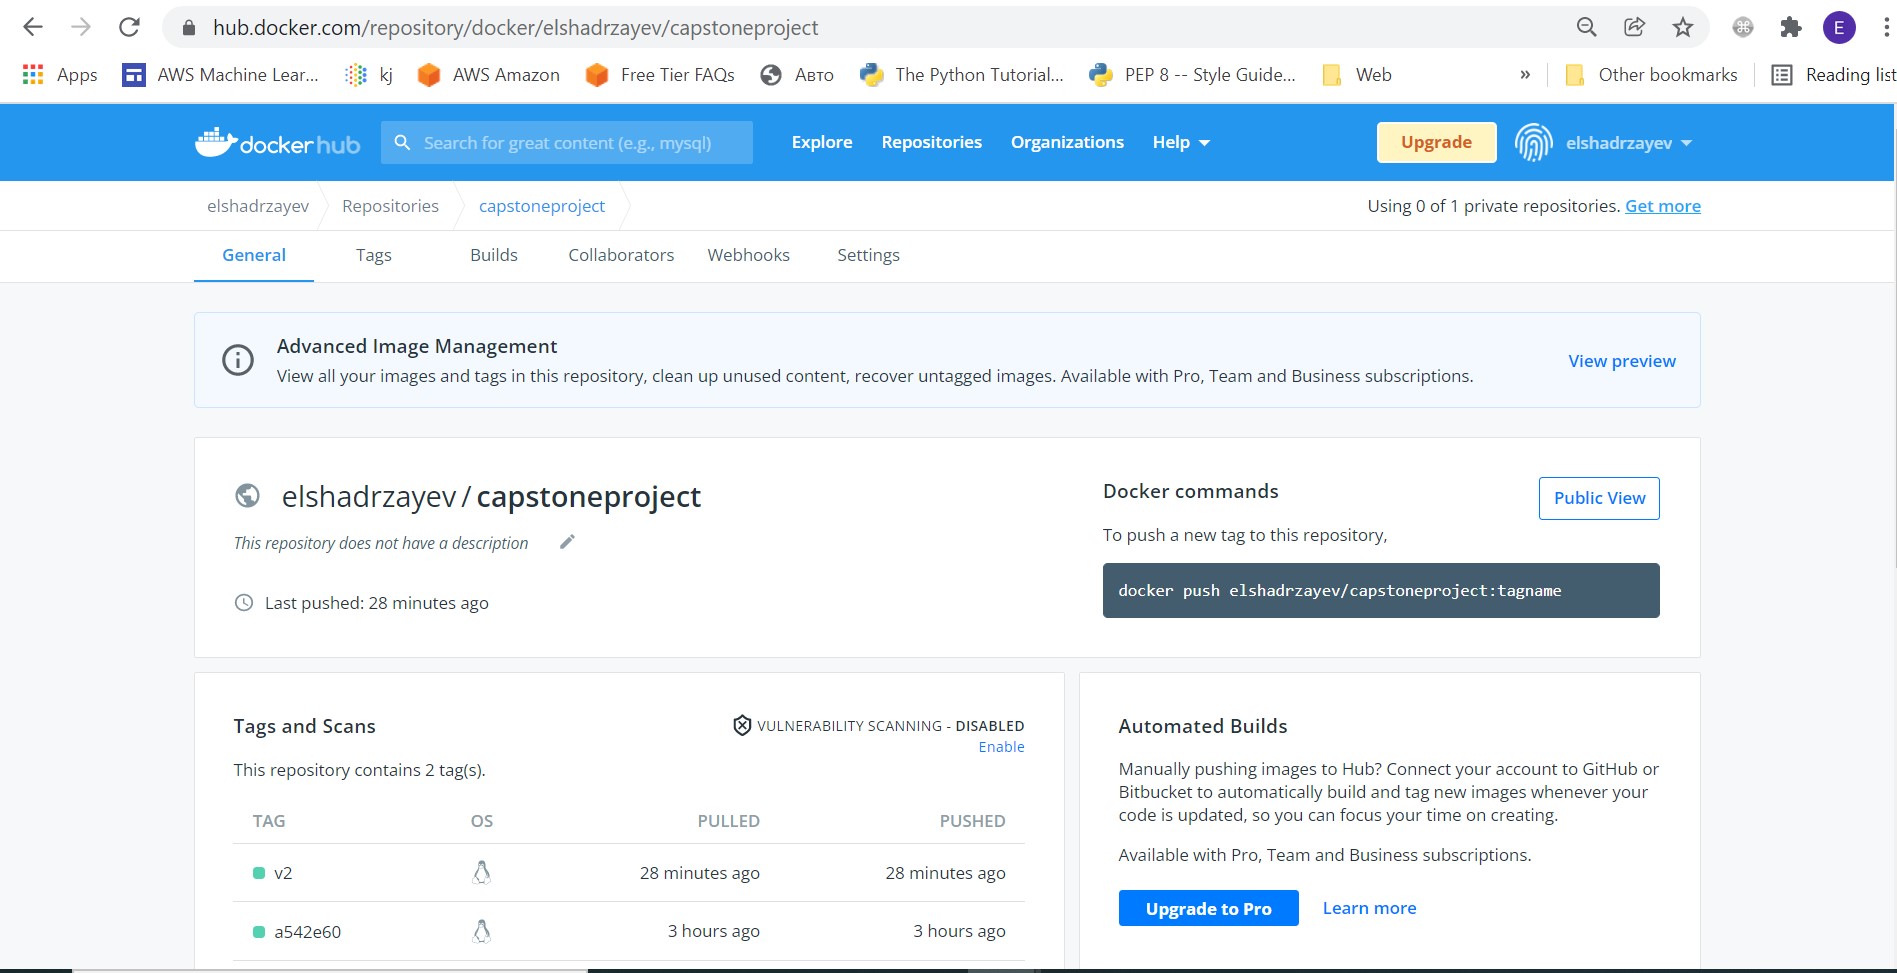 hub.docker.com/repository/docker/elshadrzayev/capstoneproject
E
Apps
AWS Machine Lear...
kj
AWS Amazon
Free Tier FAQs
Авто
The Python Tutorial...
PEP 8 -- Style Guide...
Web
»
Other bookmarks
Reading list
dockerhub
Search for great content (e.g., mysql)
Explore
Repositories
Organizations
Help
Upgrade
elshadrzayev
elshadrzayev
Repositories
capstoneproject
Using 0 of 1 private repositories. Get more
General
Tags
Builds
Collaborators
Webhooks
Settings
Advanced Image Management
View all your images and tags in this repository, clean up unused content, recover untagged images. Available with Pro, Team and Business subscriptions.
View preview
elshadrzayev / capstoneproject
This repository does not have a description
Last pushed: 28 minutes ago
Docker commands
Public View
To push a new tag to this repository,
docker push elshadrzayev/capstoneproject:tagname
Tags and Scans
VULNERABILITY SCANNING - DISABLED
Enable
This repository contains 2 tag(s).
TAG OS PULLED PUSHED
v2 28 minutes ago 28 minutes ago
a542e60 3 hours ago 3 hours ago
Automated Builds
Manually pushing images to Hub? Connect your account to GitHub or
Bitbucket to automatically build and tag new images whenever your
code is updated, so you can focus your time on creating.
Available with Pro, Team and Business subscriptions.
Upgrade to Pro
Learn more